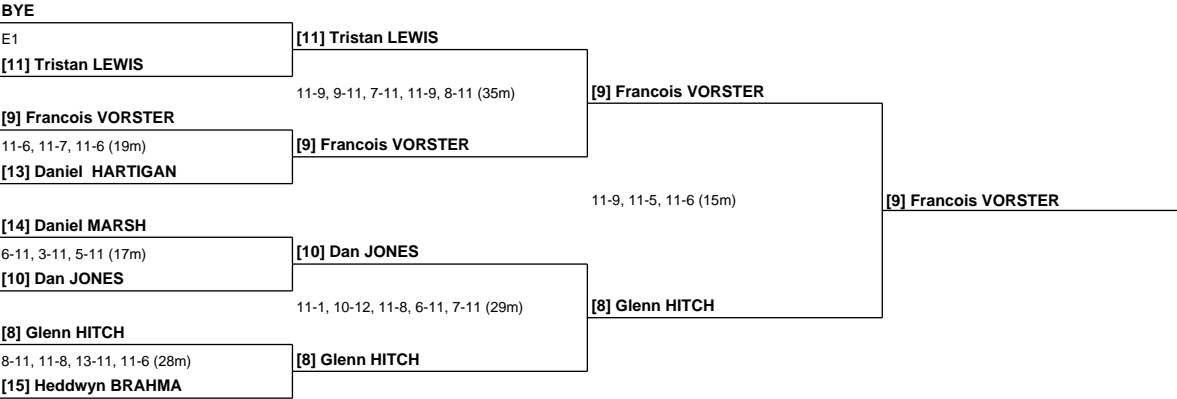 BYE
E1
[11] Tristan LEWIS
[9] Francois VORSTER
11-6, 11-7, 11-6 (19m)
[13] Daniel  HARTIGAN
[14] Daniel MARSH
6-11, 3-11, 5-11 (17m)
[10] Dan JONES
[8] Glenn HITCH
8-11, 11-8, 13-11, 11-6 (28m)
[15] Heddwyn BRAHMA
[11] Tristan LEWIS
11-9, 9-11, 7-11, 11-9, 8-11 (35m)
[9] Francois VORSTER
[10] Dan JONES
11-1, 10-12, 11-8, 6-11, 7-11 (29m)
[8] Glenn HITCH
[9] Francois VORSTER
11-9, 11-5, 11-6 (15m)
[8] Glenn HITCH
[9] Francois VORSTER